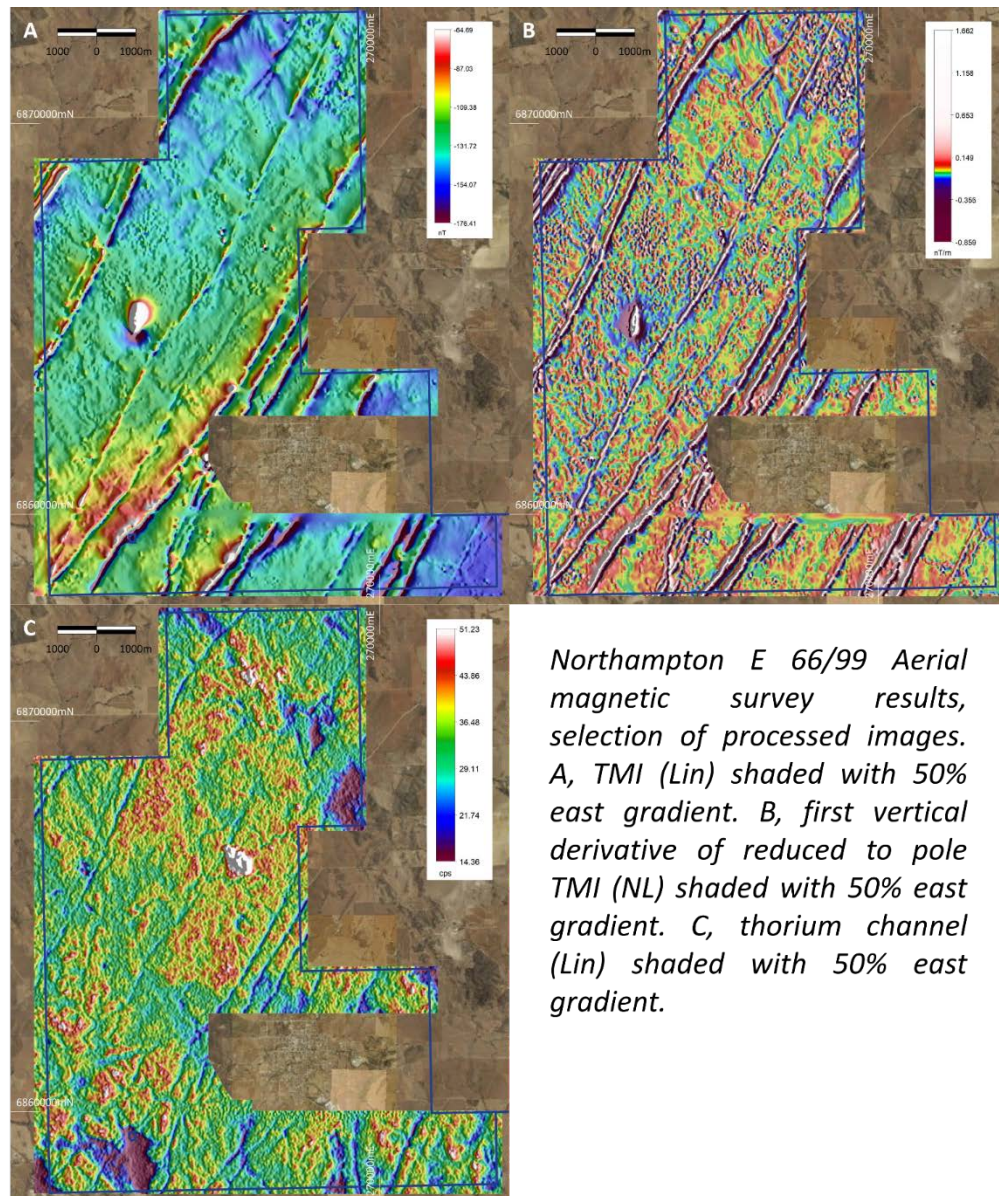 A
1000 0 1000m
270000mE
-64.69
-87.03
-109.38
-131.72
-154.07
-176.41
nT
6870000mN
6860000mN
B
1000 0 1000m
270000mE
1.662
1.158
0.653
0.149
-0.355
-0.859
nT/m
6870000mN
6860000mN
270000mE
C
1000 0 1000m
270000mE
51.23
43.86
36.48
29.11
21.74
14.36
cps
6870000mN
6860000mN
270000mE
Northampton E 66/99 Aerial
magnetic survey results,
selection of processed images.
A, TMI (Lin) shaded with 50%
east gradient. B, first vertical
derivative of reduced to pole
TMI (NL) shaded with 50% east
gradient. C, thorium channel
(Lin) shaded with 50% east
gradient.